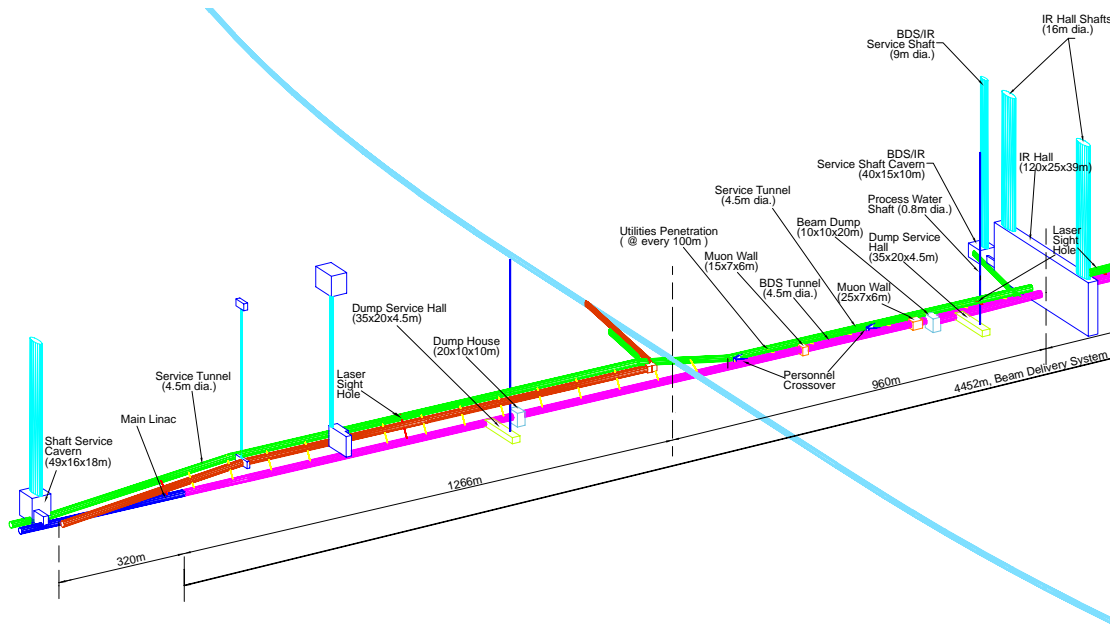 BDS/IR
Service Shaft
(9m dia.)
IR Hall Shafts
(16m dia.)
BDS/IR
Service Shaft Cavern
(40x15x10m)
IR Hall
(120x25x39m)
Service Tunnel
(4.5m dia.)
Process Water
Shaft (0.8m dia.)
Utilities Penetration
( @ every 100m )
Beam Dump
(10x10x20m)
Dump Service
Hall
(35x20x4.5m)
Laser
Sight
Hole
Muon Wall
(15x7x6m)
BDS Tunnel
(4.5m dia.)
Muon Wall
(25x7x6m)
Dump Service Hall
(35x20x4.5m)
Dump House
(20x10x10m)
Personnel
Crossover
Laser
Sight
Hole
Service Tunnel
(4.5m dia.)
Main Linac
Shaft Service
Cavern
(49x16x18m)
960m
4452m, Beam Delivery System
1266m
320m